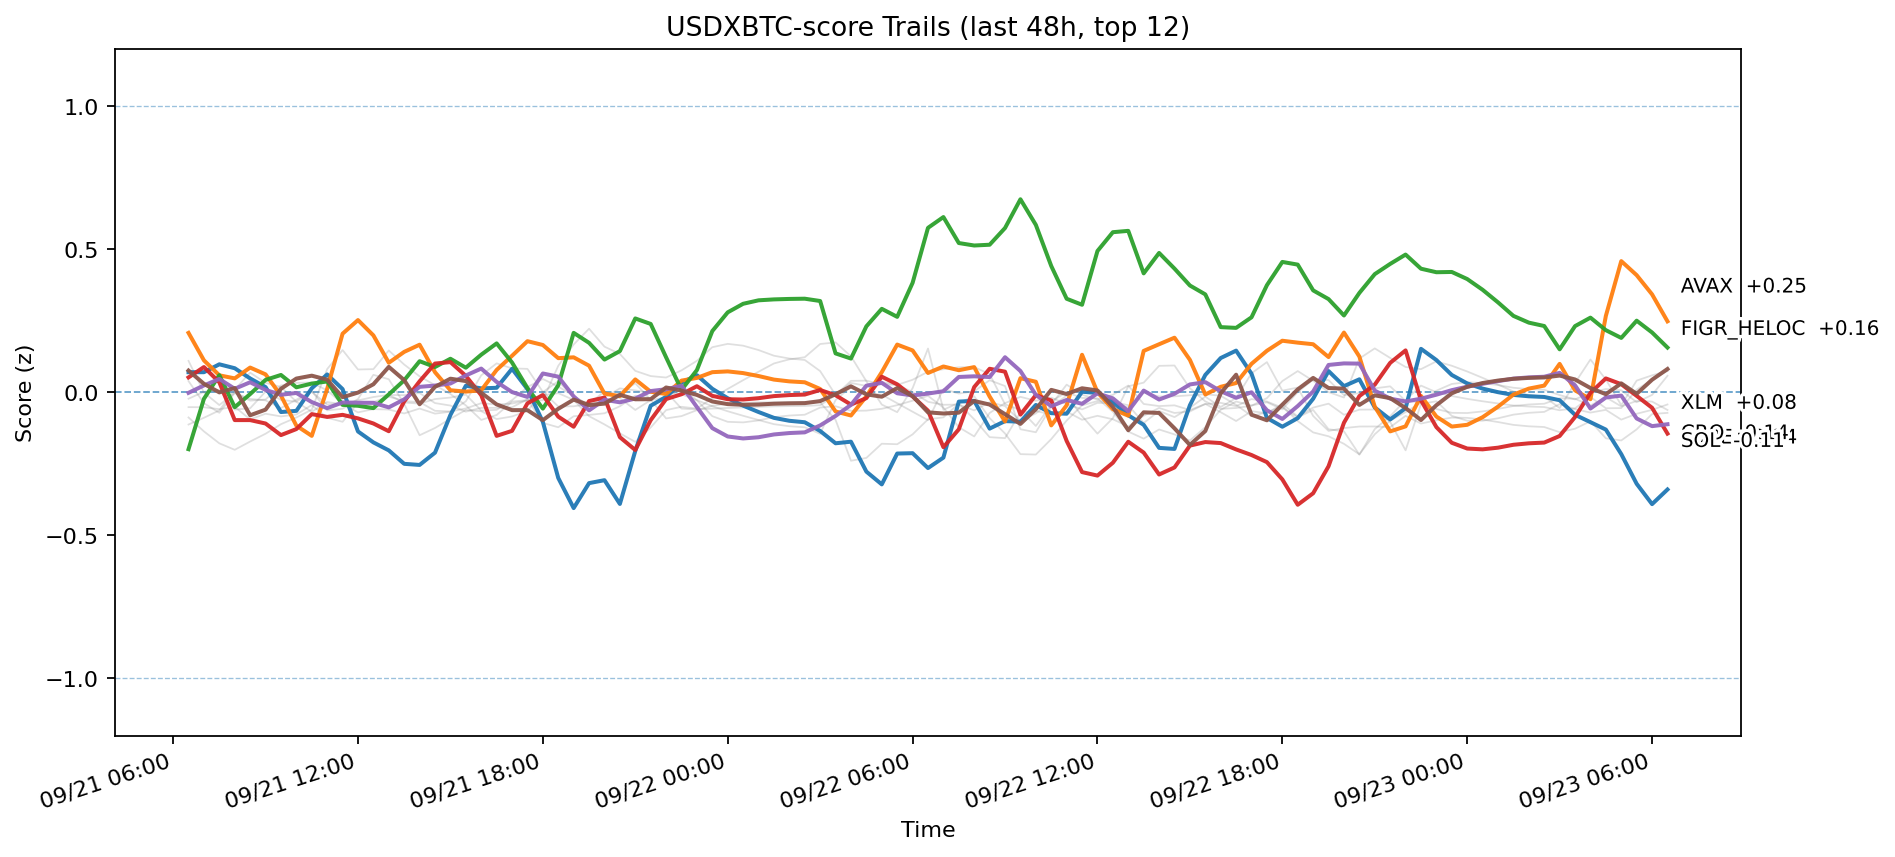 USDXBTC-score Trails (last 48h, top 12)
Score (z)
1.0
0.5
0.0
−0.5
−1.0
AVAX +0.25
FIGR_HELOC +0.16
XLM +0.08
SOL -0.11
09/21 06:00
09/21 12:00
09/21 18:00
09/22 00:00
09/22 06:00
09/22 12:00
09/22 18:00
09/23 00:00
09/23 06:00
Time